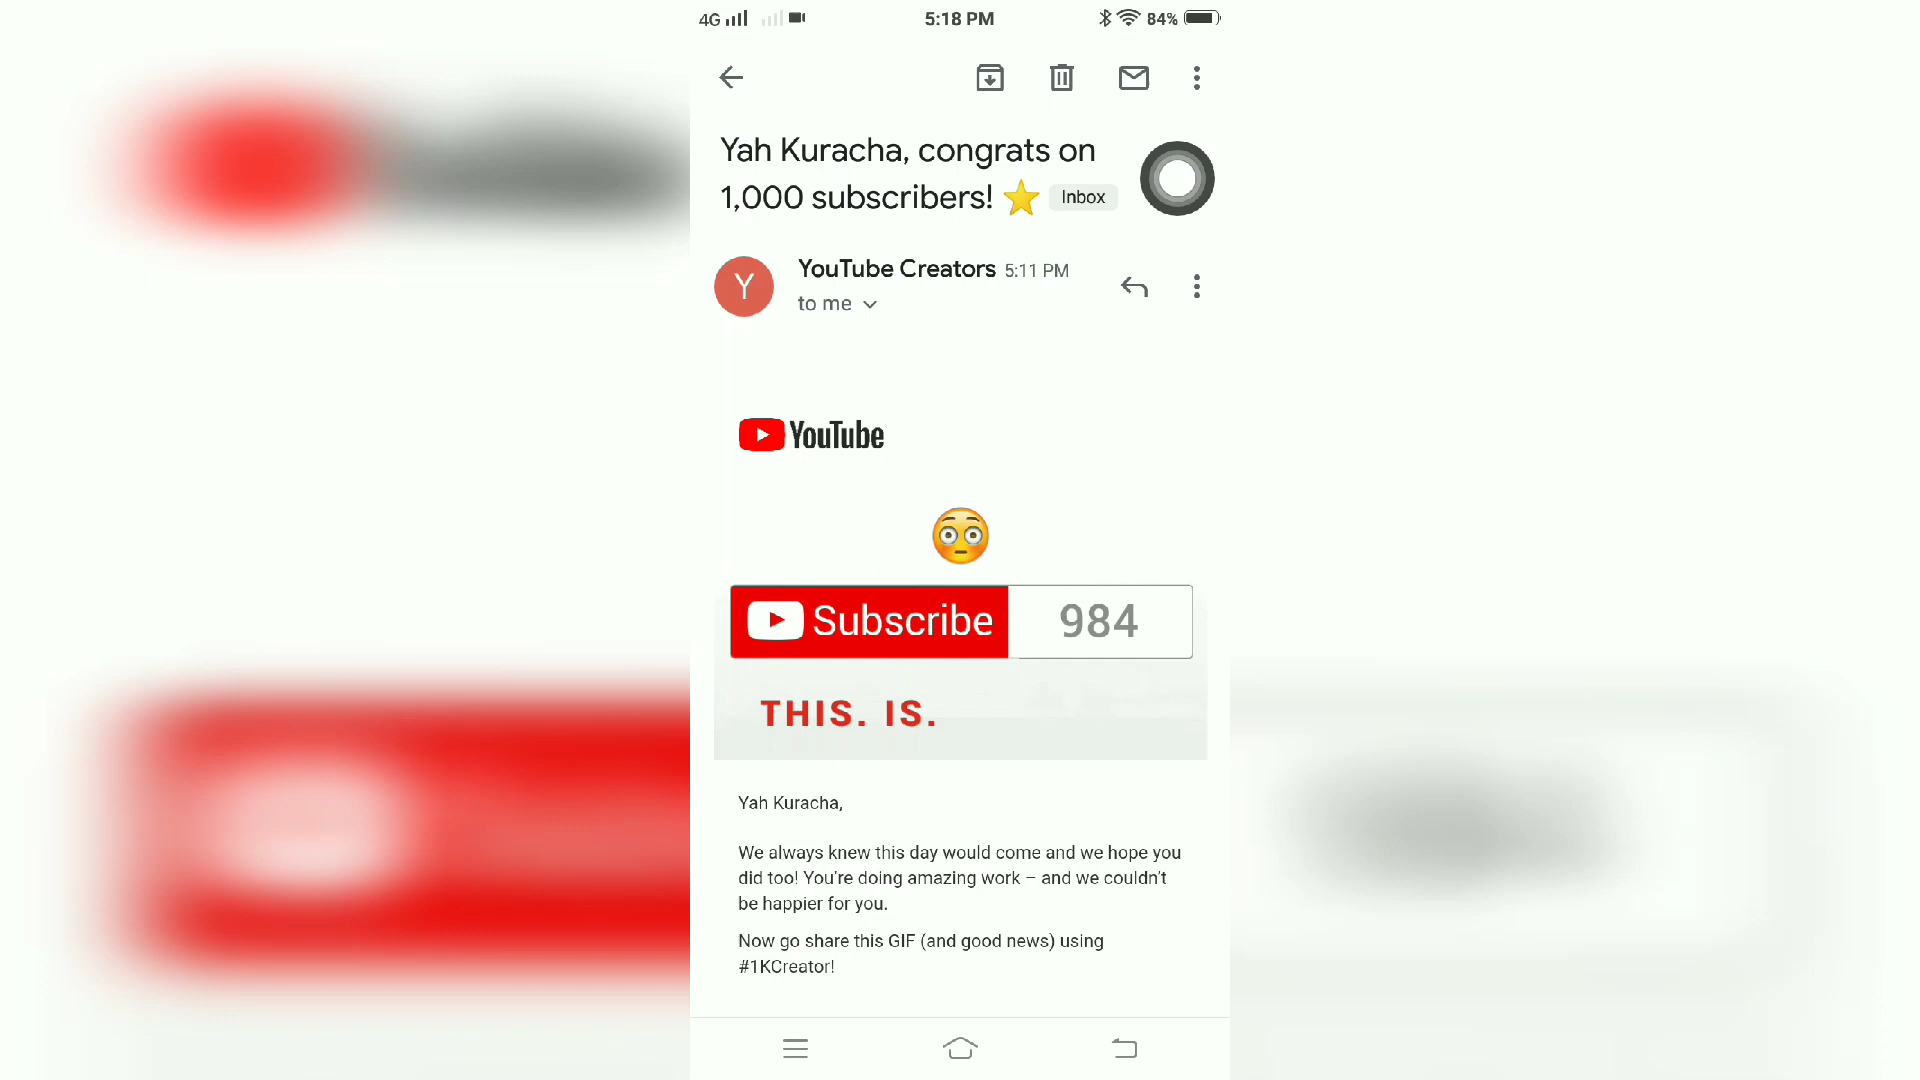 4G 5:18 PM 84%
Yah Kuracha, congrats on
1,000 subscribers! Inbox
Y YouTube Creators 5:11 PM
to me
YouTube
Subscribe 984
THIS. IS.
Yah Kuracha,
We always knew this day would come and we hope you
did too! You're doing amazing work – and we couldn't
be happier for you.
Now go share this GIF (and good news) using
#1KCreator!